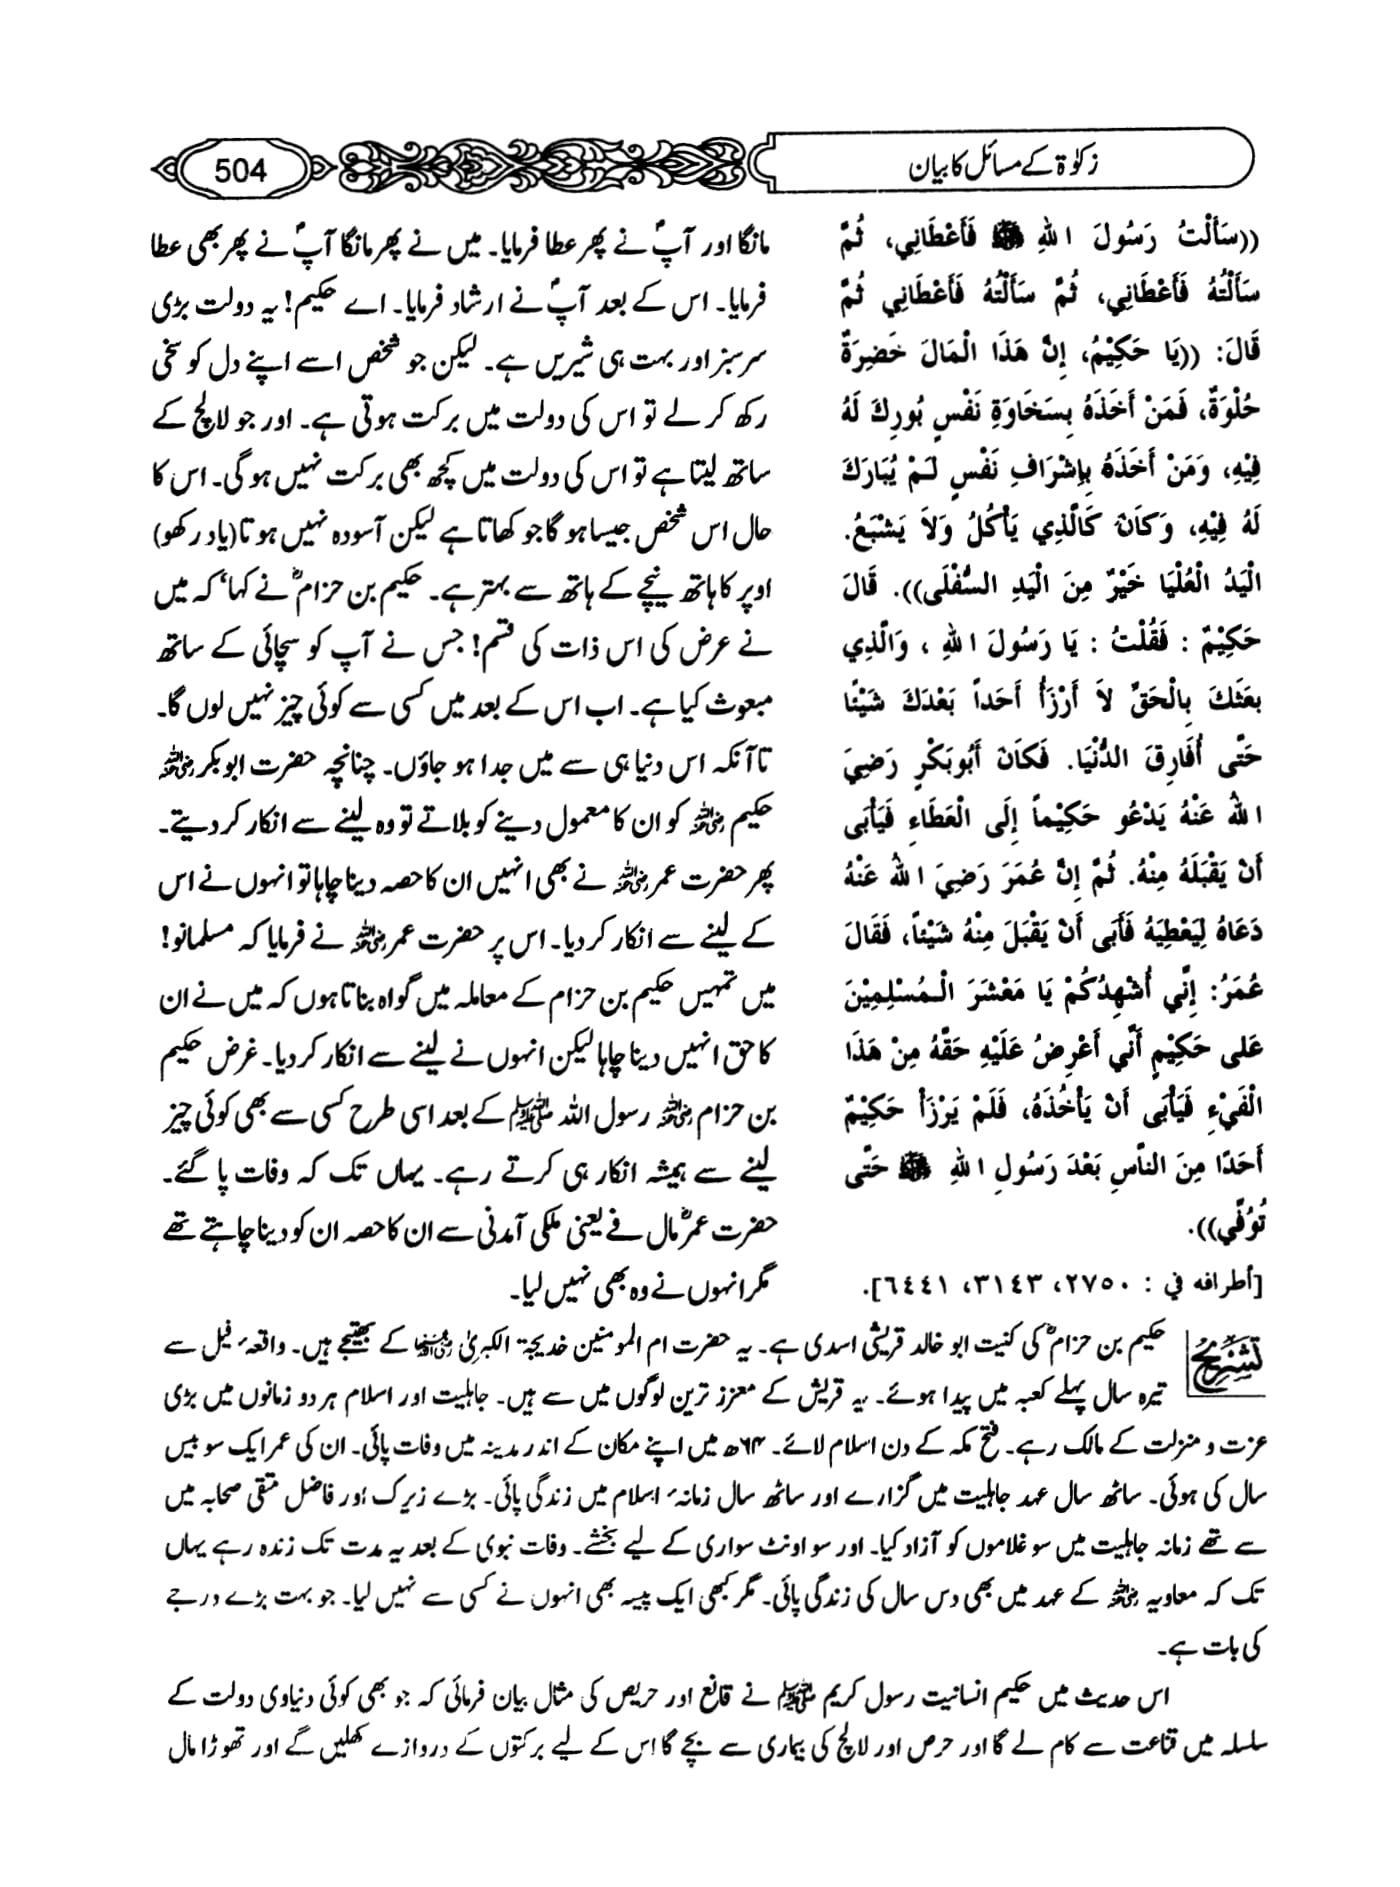 زکوٰۃ کے مسائل کا بیان
504
((سَأَلْتُ رَسُولَ اللهِ ﷺ فَأَعْطَانِي، ثُمَّ
سَأَلْتُهُ فَأَعْطَانِي، ثُمَّ سَأَلْتُهُ فَأَعْطَانِي ثُمَّ
قَالَ: ((يَا حَكِيْمُ، إِنَّ هَذَا الْمَالَ خَضِرَةٌ
حُلْوَةٌ، فَمَنْ أَخَذَهُ بِسَخَاوَةِ نَفْسٍ بُورِكَ لَهُ
فِيْهِ، وَمَنْ أَخَذَهُ بِإِشْرَافِ نَفْسٍ لَمْ يُبَارَكَ
لَهُ فِيْهِ، وَكَانَ كَالَّذِي يَأْكُلُ وَلاَ يَشْبَعُ.
الْيَدُ الْعُلْيَا خَيْرٌ مِنَ الْيَدِ السُّفْلَى)). قَالَ
حَكِيْمٌ : فَقُلْتُ : يَا رَسُولَ اللهِ ، وَالَّذِي
بَعَثَكَ بِالْحَقِّ لاَ أَرْزَأُ أَحَداً بَعْدَكَ شَيْئًا
حَتَّى أُفَارِقَ الدُّنْيَا. فَكَانَ أَبُوبَكْرٍ رَضِيَ
اللهُ عَنْهُ يَدْعُو حَكِيْماً إِلَى الْعَطَاءِ فَيَأْبَى
أَنْ يَقْبَلَهُ مِنْهُ. ثُمَّ إِنَّ عُمَرَ رَضِيَ اللهُ عَنْهُ
دَعَاهُ لِيُعْطِيَهُ فَأَبَى أَنْ يَقْبَلَ مِنْهُ شَيْئاً، فَقَالَ
عُمَرُ: إِنِّي أُشْهِدُكُمْ يَا مَعْشَرَ الْمُسْلِمِيْنَ
عَلَى حَكِيْمٍ أَنِّي أَعْرِضُ عَلَيْهِ حَقَّهُ مِنْ هَذَا
الْفَيْءِ فَيَأْبَى أَنْ يَأْخُذَهُ، فَلَمْ يَرْزَأْ حَكِيْمٌ
أَحَدًا مِنَ النَّاسِ بَعْدَ رَسُولِ اللهِ ﷺ حَتَّى
تُوُفِّيَ)).
[أطرافه في : ٢٧٥٠، ٣١٤٣، ٦٤٤١].
مانگا اور آپؐ نے پھر عطا فرمایا۔ میں نے پھر مانگا آپؐ نے پھر بھی عطا
فرمایا۔ اس کے بعد آپؐ نے ارشاد فرمایا۔ اے حکیم! یہ دولت بڑی
سرسبز اور بہت ہی شیریں ہے۔ لیکن جو شخص اسے اپنے دل کو سخی
رکھ کر لے تو اس کی دولت میں برکت ہوتی ہے۔ اور جو لالچ کے
ساتھ لیتا ہے تو اس کی دولت میں کچھ بھی برکت نہیں ہوگی۔ اس کا
حال اس شخص جیسا ہوگا جو کھاتا ہے لیکن آسودہ نہیں ہوتا (یاد رکھو)
اوپر کا ہاتھ نیچے کے ہاتھ سے بہتر ہے۔ حکیم بن حزامؓ نے کہا‘ کہ میں
نے عرض کی اس ذات کی قسم! جس نے آپ کو سچائی کے ساتھ
مبعوث کیا ہے۔ اب اس کے بعد میں کسی سے کوئی چیز نہیں لوں گا۔
تاآنکہ اس دنیا ہی سے میں جدا ہو جاؤں۔ چنانچہ حضرت ابوبکر رضی اللہ عنہ
حکیم رضی اللہ عنہ کو ان کا معمول دینے کو بلاتے تو وہ لینے سے انکار کر دیتے۔
پھر حضرت عمر رضی اللہ عنہ نے بھی انہیں ان کا حصہ دینا چاہا تو انہوں نے اس
کے لینے سے انکار کر دیا۔ اس پر حضرت عمر رضی اللہ عنہ نے فرمایا کہ مسلمانو!
میں تمہیں حکیم بن حزام کے معاملہ میں گواہ بناتا ہوں کہ میں نے ان
کا حق انہیں دینا چاہا لیکن انہوں نے لینے سے انکار کر دیا۔ غرض حکیم
بن حزام رضی اللہ عنہ رسول اللہ ﷺ کے بعد اسی طرح کسی سے بھی کوئی چیز
لینے سے ہمیشہ انکار ہی کرتے رہے۔ یہاں تک کہ وفات پا گئے۔
حضرت عمرؓ مال فے یعنی ملکی آمدنی سے ان کا حصہ ان کو دینا چاہتے تھے
مگر انہوں نے وہ بھی نہیں لیا۔
تشریح
حکیم بن حزامؓ کی کنیت ابو خالد قریشی اسدی ہے۔ یہ حضرت ام المومنین خدیجۃ الکبریٰ رضی اللہ عنہا کے بھتیجے ہیں۔ واقعہ فیل سے
تیرہ سال پہلے کعبہ میں پیدا ہوئے۔ یہ قریش کے معزز ترین لوگوں میں سے ہیں۔ جاہلیت اور اسلام ہر دو زمانوں میں بڑی
عزت و منزلت کے مالک رہے۔ فتح مکہ کے دن اسلام لائے۔ ۶۴ھ میں اپنے مکان کے اندر مدینہ میں وفات پائی۔ ان کی عمر ایک سو بیس
سال کی ہوئی۔ ساٹھ سال عہد جاہلیت میں گزارے اور ساٹھ سال زمانہ اسلام میں زندگی پائی۔ بڑے زیرک اور فاضل متقی صحابہ میں
سے تھے زمانہ جاہلیت میں سو غلاموں کو آزاد کیا۔ اور سو اونٹ سواری کے لیے بخشے۔ وفات نبوی کے بعد یہ مدت تک زندہ رہے یہاں
تک کہ معاویہ رضی اللہ عنہ کے عہد میں بھی دس سال کی زندگی پائی۔ مگر کبھی ایک پیسہ بھی انہوں نے کسی سے نہیں لیا۔ جو بہت بڑے درجے
کی بات ہے۔
اس حدیث میں حکیم انسانیت رسول کریم ﷺ نے قانع اور حریص کی مثال بیان فرمائی کہ جو بھی کوئی دنیاوی دولت کے
سلسلہ میں قناعت سے کام لے گا اور حرص اور لالچ کی بیماری سے بچے گا اس کے لیے برکتوں کے دروازے کھلیں گے اور تھوڑا مال